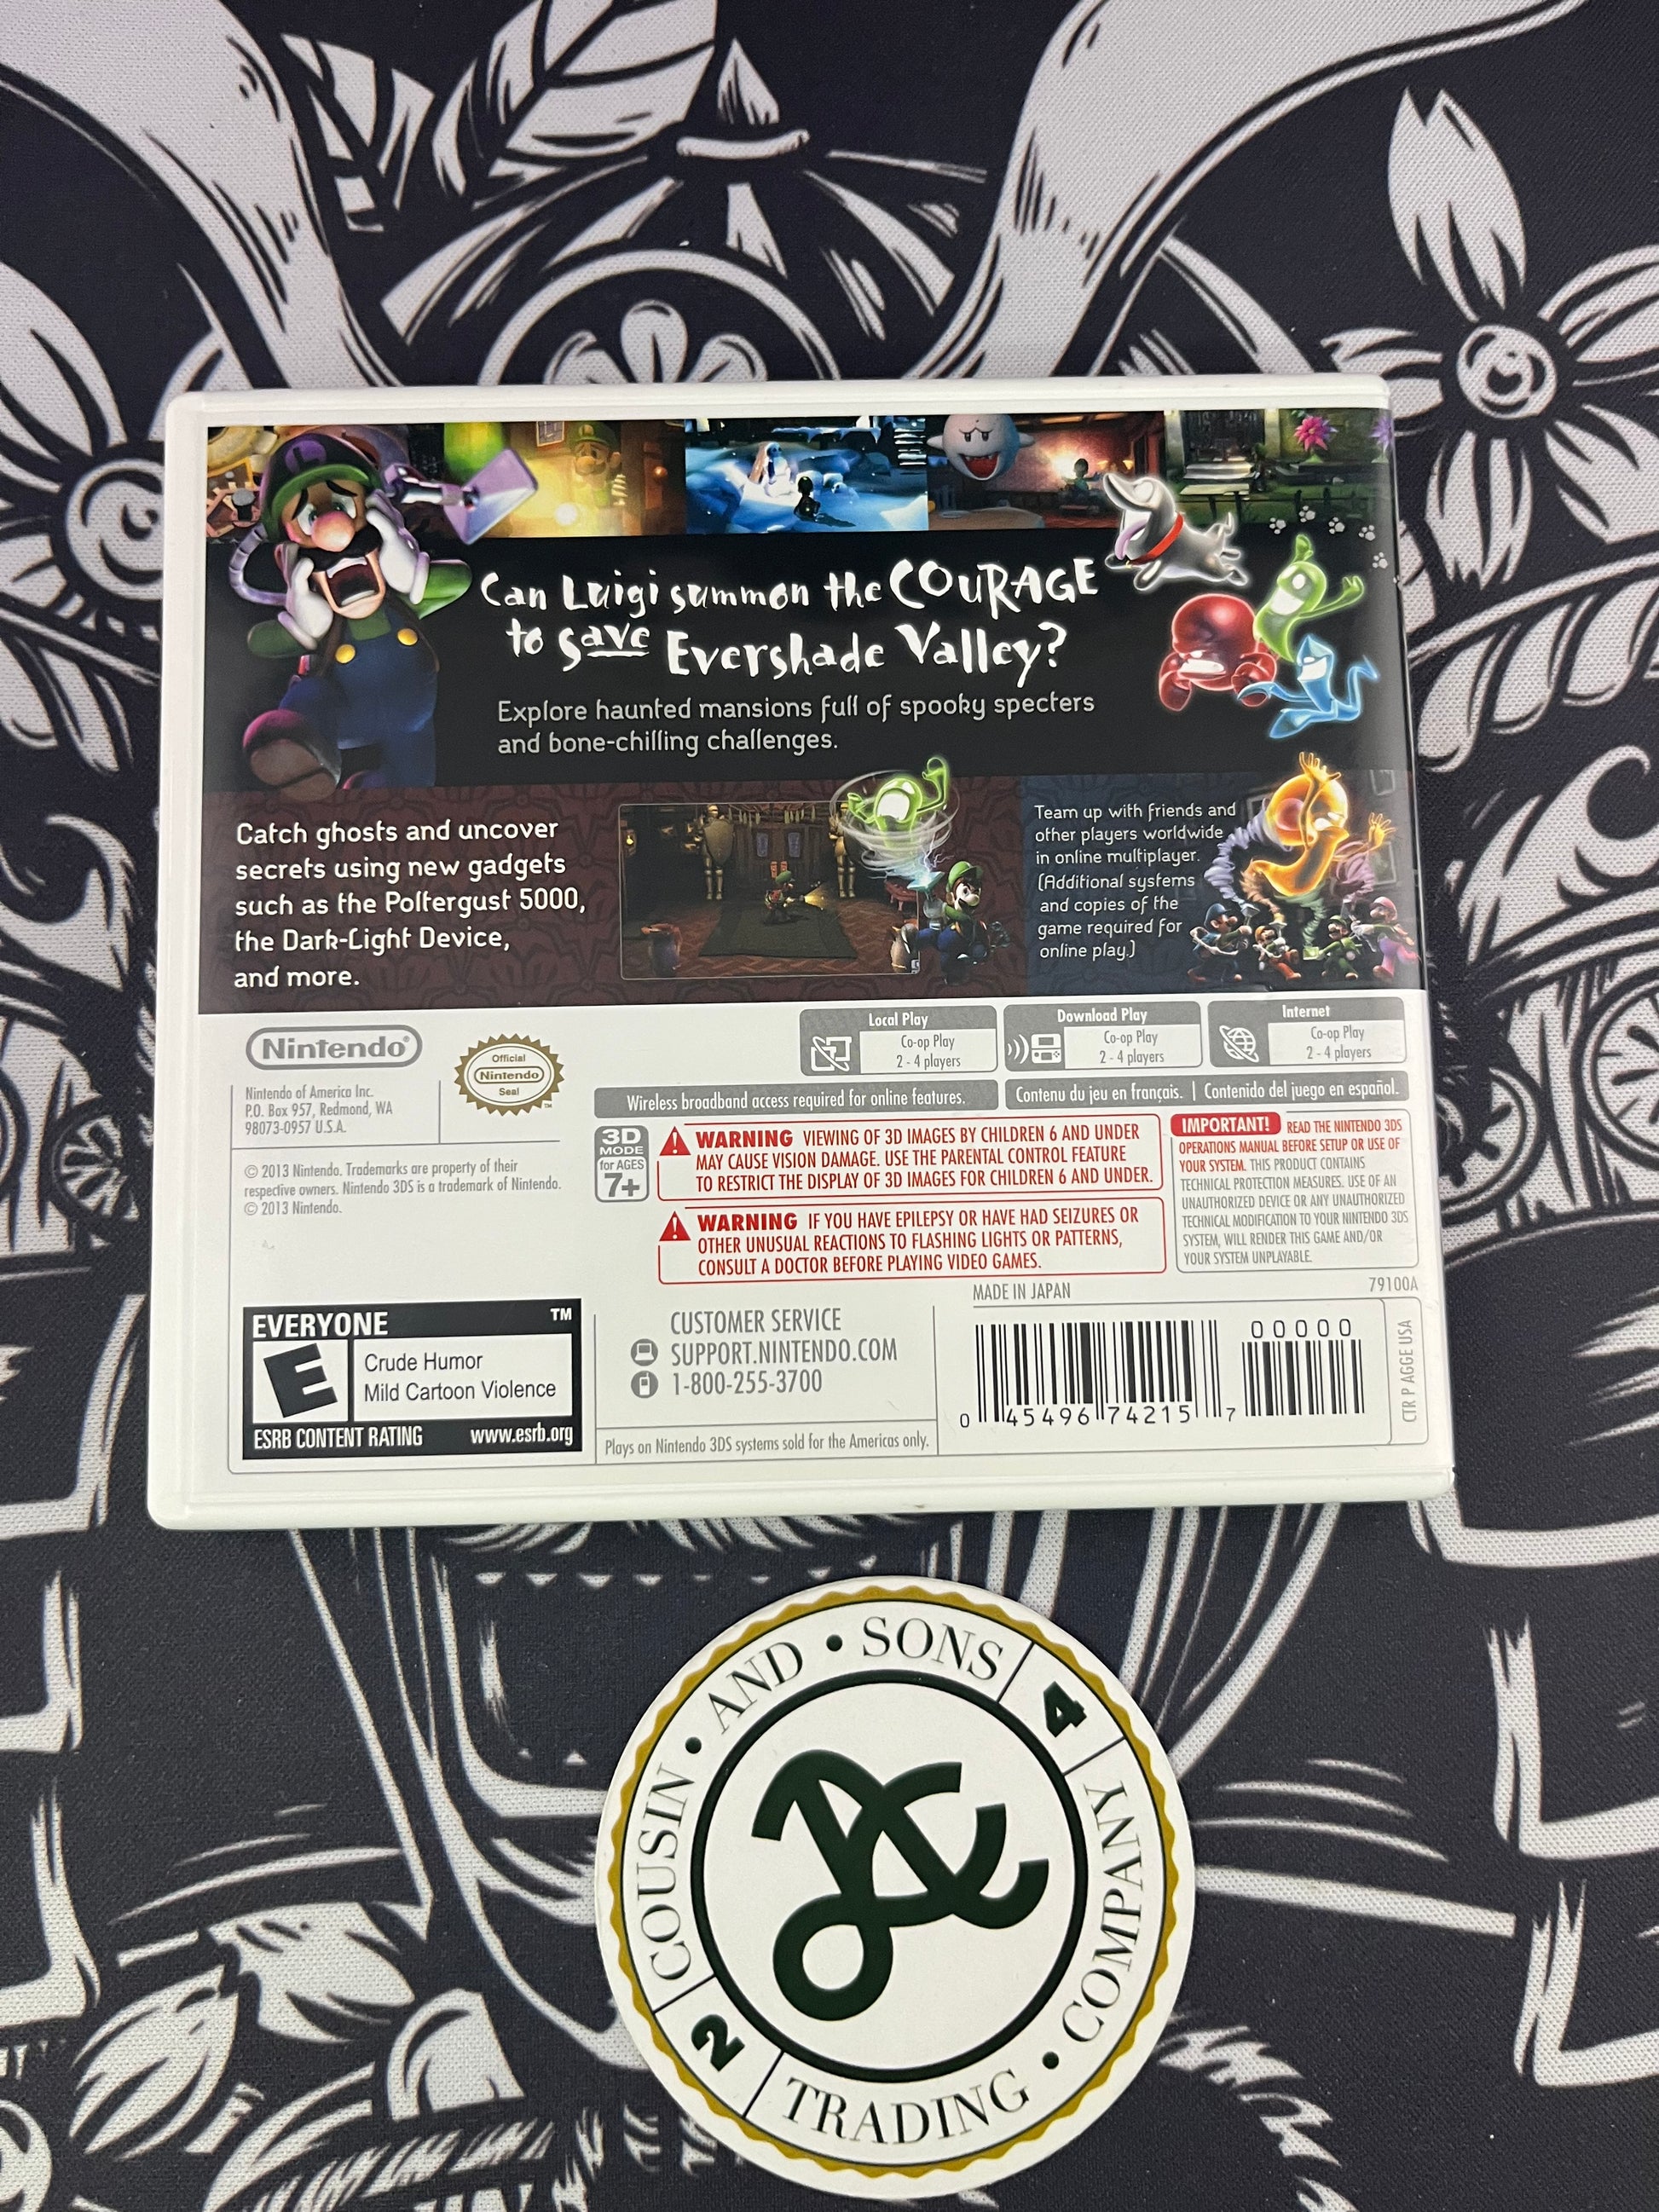 Can Luigi summon the COURAGE
to save Evershade Valley?
Explore haunted mansions full of spooky specters
and bone-chilling challenges.
Catch ghosts and uncover
secrets using new gadgets
such as the Poltergust 5000,
the Dark-Light Device,
and more.
Team up with friends and
other players worldwide
in online multiplayer.
(Additional systems
and copies of the
game required for
online play.)
Nintendo®
Official
Nintendo
Seal
TM
Nintendo of America Inc.
P.O. Box 957, Redmond, WA
98073-0957 U.S.A.
© 2013 Nintendo. Trademarks are property of their
respective owners. Nintendo 3DS is a trademark of Nintendo.
© 2013 Nintendo.
Local Play
Co-op Play
2 - 4 players
Download Play
Co-op Play
2 - 4 players
Internet
Co-op Play
2 - 4 players
Wireless broadband access required for online features.
Contenu du jeu en français. | Contenido del juego en español.
3D
MODE
for AGES
7+
WARNING VIEWING OF 3D IMAGES BY CHILDREN 6 AND UNDER
MAY CAUSE VISION DAMAGE. USE THE PARENTAL CONTROL FEATURE
TO RESTRICT THE DISPLAY OF 3D IMAGES FOR CHILDREN 6 AND UNDER.
WARNING IF YOU HAVE EPILEPSY OR HAVE HAD SEIZURES OR
OTHER UNUSUAL REACTIONS TO FLASHING LIGHTS OR PATTERNS,
CONSULT A DOCTOR BEFORE PLAYING VIDEO GAMES.
IMPORTANT! READ THE NINTENDO 3DS
OPERATIONS MANUAL BEFORE SETUP OR USE OF
YOUR SYSTEM. THIS PRODUCT CONTAINS
TECHNICAL PROTECTION MEASURES. USE OF AN
UNAUTHORIZED DEVICE OR ANY UNAUTHORIZED
TECHNICAL MODIFICATION TO YOUR NINTENDO 3DS
SYSTEM, WILL RENDER THIS GAME AND/OR
YOUR SYSTEM UNPLAYABLE.
MADE IN JAPAN
79100A
EVERYONE TM
E
Crude Humor
Mild Cartoon Violence
ESRB CONTENT RATING www.esrb.org
CUSTOMER SERVICE
SUPPORT.NINTENDO.COM
1-800-255-3700
Plays on Nintendo 3DS systems sold for the Americas only.
00000
0 45496 74215 7
CTR P AGGE USA
COUSIN • AND • SONS
4
TRADING • COMPANY
2